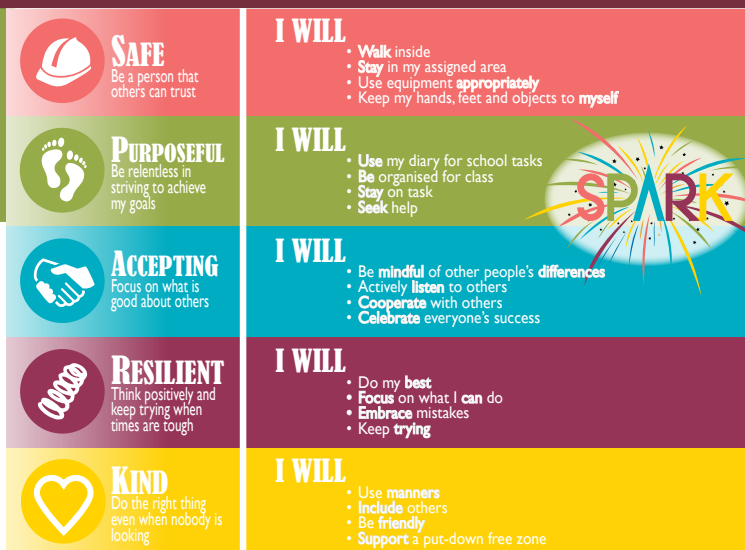 SAFE
Be a person that
others can trust
I WILL
• Walk inside
• Stay in my assigned area
• Use equipment appropriately
• Keep my hands, feet and objects to myself
PURPOSEFUL
Be relentless in
striving to achieve
my goals
I WILL
• Use my diary for school tasks
• Be organised for class
• Stay on task
• Seek help
SPARK
ACCEPTING
Focus on what is
good about others
I WILL
• Be mindful of other people's differences
• Actively listen to others
• Cooperate with others
• Celebrate everyone's success
RESILIENT
Think positively and
keep trying when
times are tough
I WILL
• Do my best
• Focus on what I can do
• Embrace mistakes
• Keep trying
KIND
Do the right thing
even when nobody is
looking
I WILL
• Use manners
• Include others
• Be friendly
• Support a put-down free zone